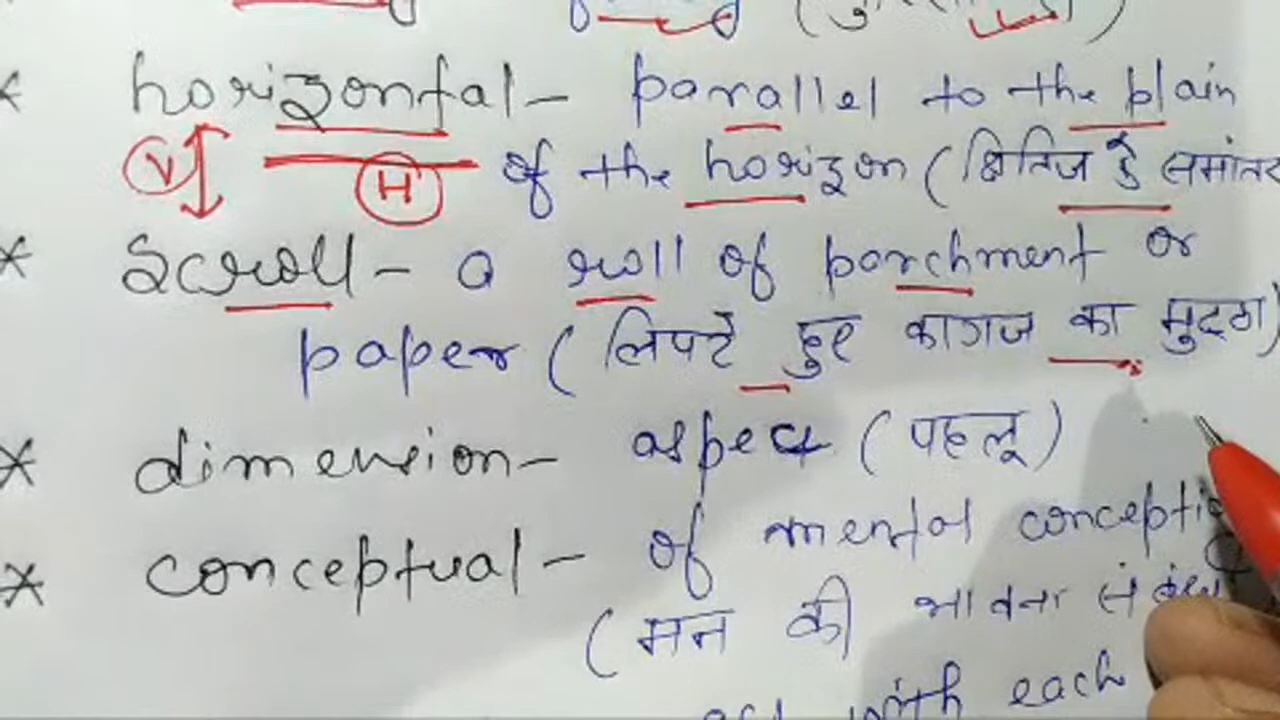 * horizontal - parallel to the plain
V H of the horizon (क्षितिज के समांतर
* Scroll - a roll of parchment or
paper (लिपटे हुए कागज का मुट्ठा)
* dimension - aspect (पहलू)
* conceptual - of mental conceptio
(मन की भावना से
with each